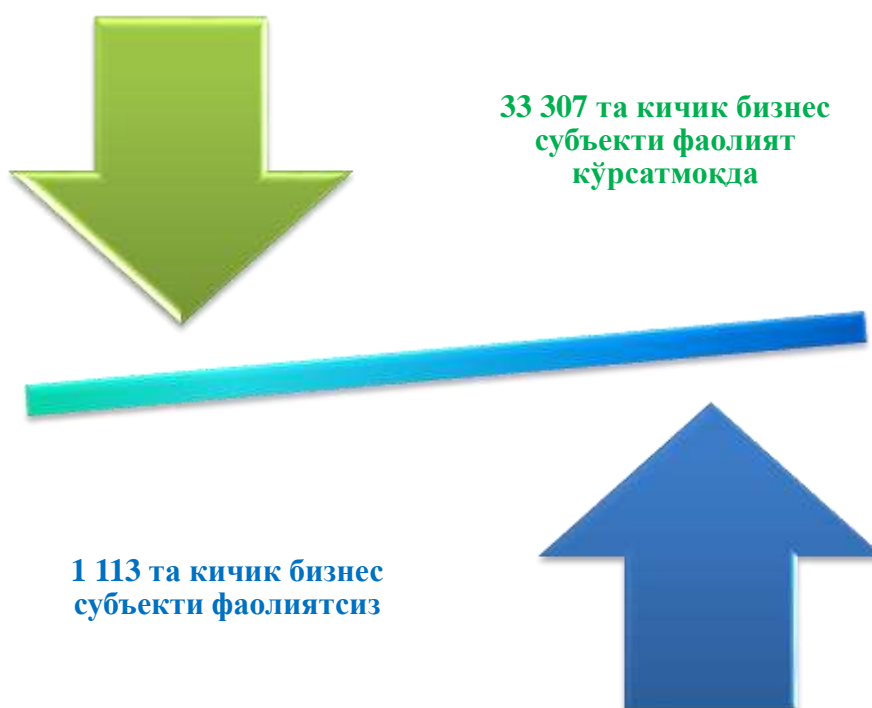 33 307 та кичик бизнес
субъекти фаолият
кўрсатмоқда
1 113 та кичик бизнес
субъекти фаолиятсиз